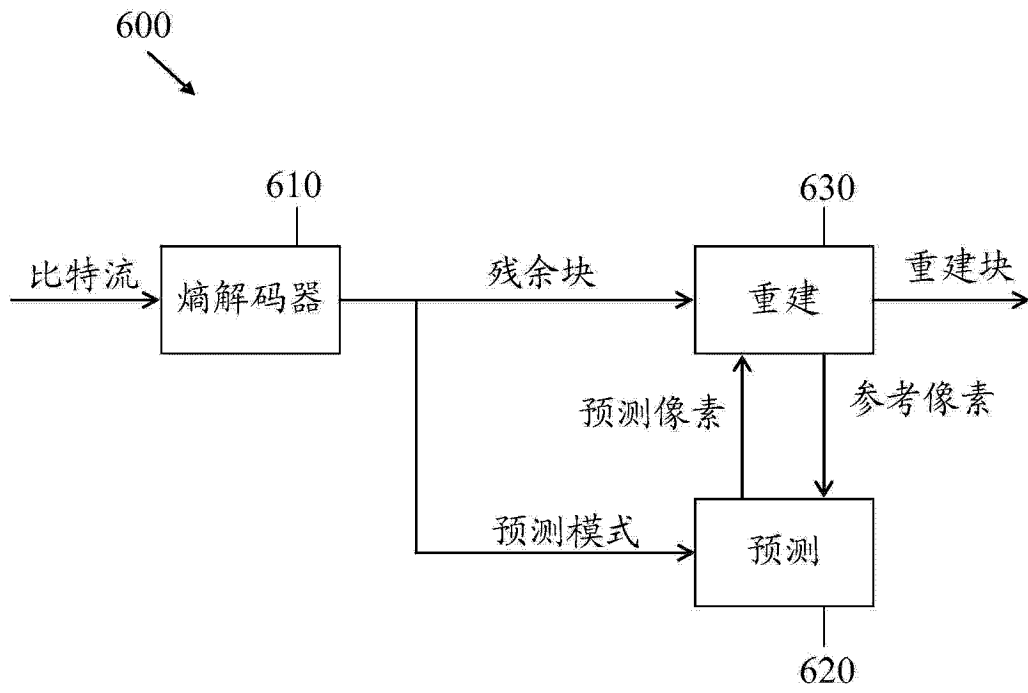 600
610
630
比特流
熵解码器
残余块
重建
重建块
预测像素
参考像素
预测模式
预测
620